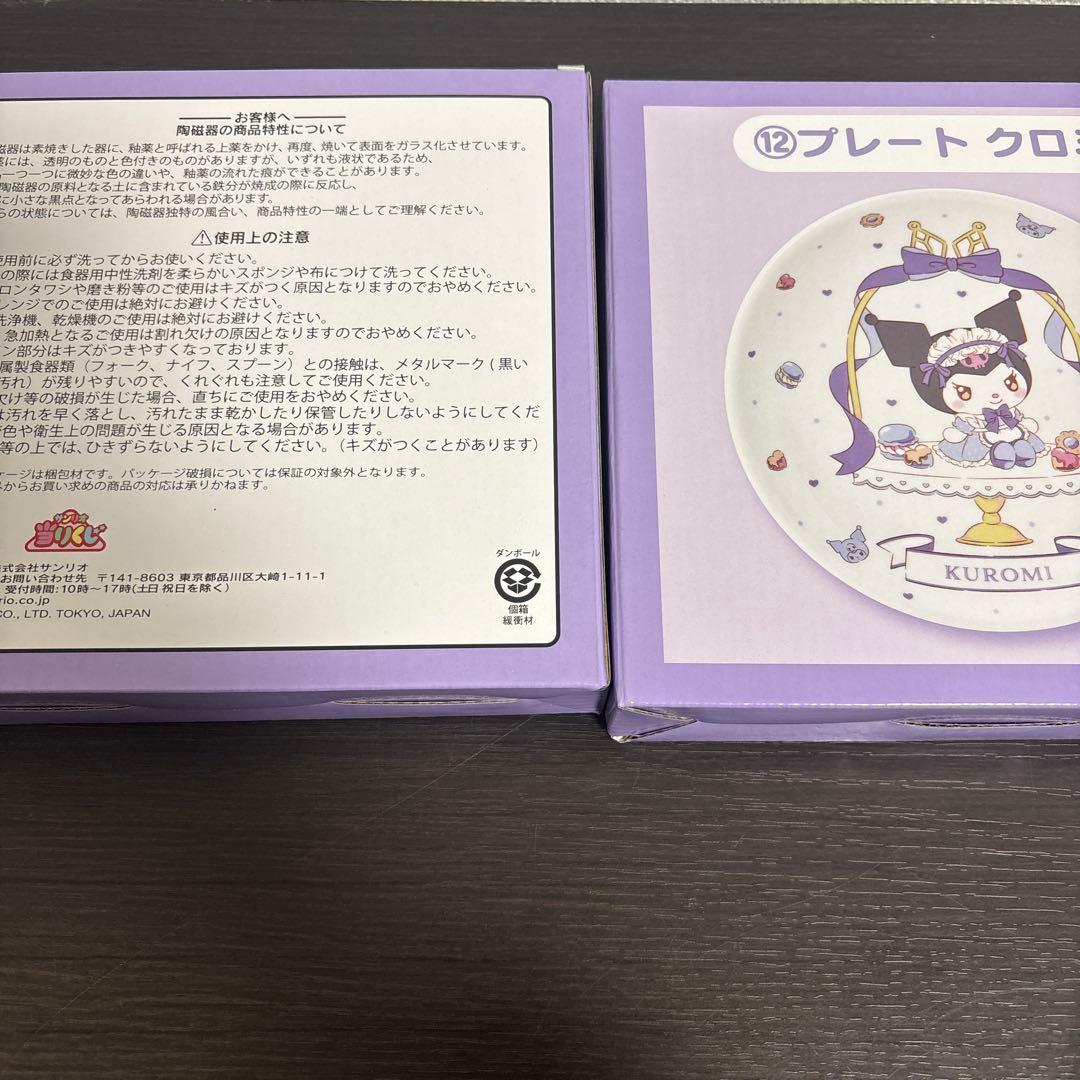 お客様へ
陶磁器の商品特性について
磁器は素焼きした器に、釉薬と呼ばれる上薬をかけ、再度、焼いて表面をガラス化させています。
薬には、透明のものと色付きのものがありますが、いずれも液状であるため、
一つ一つに微妙な色の違いや、釉薬の流れた痕ができることがあります。
陶磁器の原料となる土に含まれている鉄分が焼成の際に反応し、
に小さな黒点となってあらわれる場合があります。
らの状態については、陶磁器独特の風合い、商品特性の一端としてご理解ください。
⚠使用上の注意
使用前に必ず洗ってからお使いください。
の際には食器用中性洗剤を柔らかいスポンジや布につけて洗ってください。
ロンタワシや磨き粉等のご使用はキズがつく原因となりますのでおやめください。
レンジでのご使用は絶対にお避けください。
洗浄機、乾燥機のご使用は絶対にお避けください。
急加熱となるご使用は割れ欠けの原因となりますのでおやめください。
ン部分はキズがつきやすくなっております。
属製食器類(フォーク、ナイフ、スプーン)との接触は、メタルマーク(黒い
汚れ)が残りやすいので、くれぐれも注意してご使用ください。
欠け等の破損が生じた場合、直ちにご使用をおやめください。
は汚れを早く落とし、汚れたまま乾かしたり保管したりしないようにしてくだ
変色や衛生上の問題が生じる原因となる場合があります。
等の上では、ひきずらないようにしてください。(キズがつくことがあります)
ケージは梱包材です。パッケージ破損については保証の対象外となります。
からお買い求めの商品の対応は承りかねます。
サンリオ
当りくじ
式会社サンリオ
お問い合わせ先 〒141-8603 東京都品川区大崎1-11-1
受付時間:10時〜17時(土日祝日を除く)
rio.co.jp
CO., LTD. TOKYO, JAPAN
ダンボール
個箱
緩衝材
⑫プレート クロミ
KUROMI